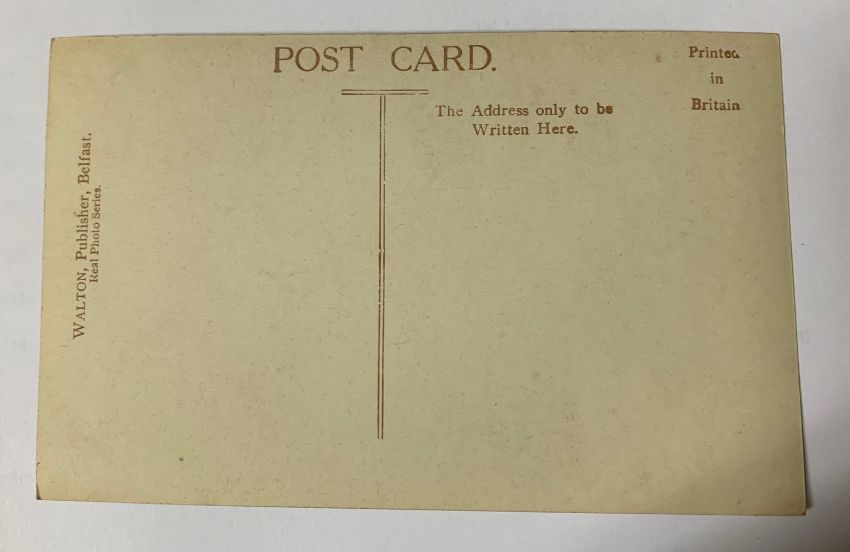 POST CARD.
Printed
in
Britain
The Address only to be
Written Here.
WALTON, Publisher, Belfast.
Real Photo Series.